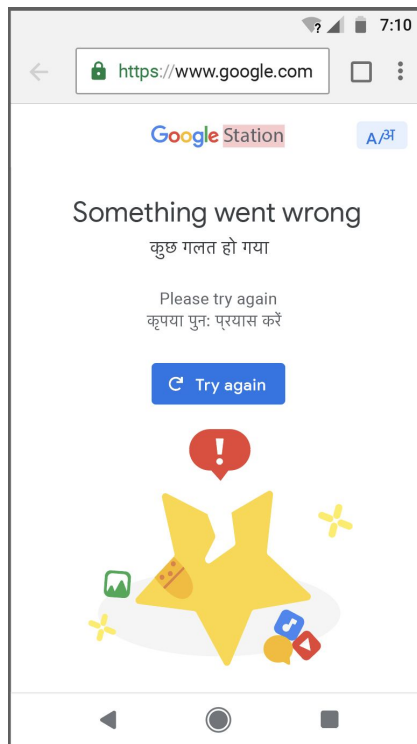 7:10
https://www.google.com
Google Station
A/अ
Something went wrong
कुछ गलत हो गया
Please try again
कृपया पुन: प्रयास करें
Try again